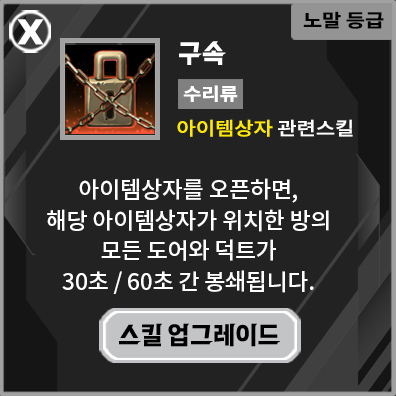 X
노말 등급
구속
수리류
아이템상자 관련스킬
아이템상자를 오픈하면,
해당 아이템상자가 위치한 방의
모든 도어와 덕트가
30초 / 60초 간 봉쇄됩니다.
스킬 업그레이드